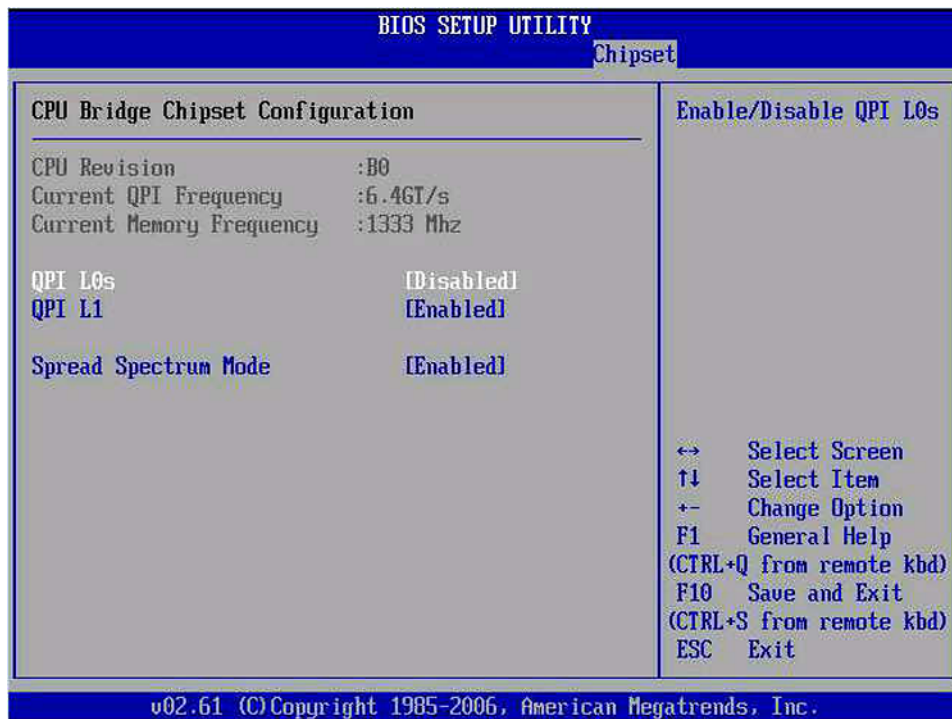 BIOS SETUP UTILITY
Chipset
CPU Bridge Chipset Configuration
CPU Revision :B0
Current QPI Frequency :6.4GT/s
Current Memory Frequency :1333 Mhz
QPI L0s [Disabled]
QPI L1 [Enabled]
Spread Spectrum Mode [Enabled]
Enable/Disable QPI L0s
↔ Select Screen
↑↓ Select Item
+- Change Option
F1 General Help
(CTRL+Q from remote kbd)
F10 Save and Exit
(CTRL+S from remote kbd)
ESC Exit
v02.61 (C)Copyright 1985-2006, American Megatrends, Inc.